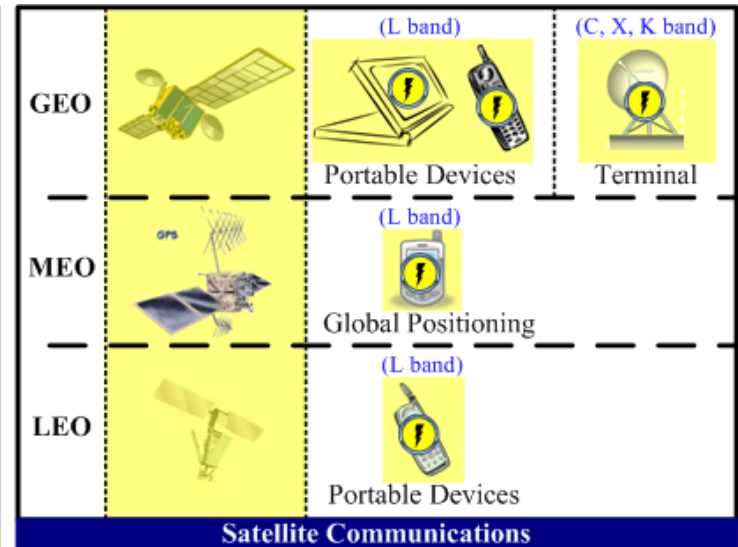 (L band)
(C, X, K band)
GEO
Portable Devices
Terminal
(L band)
GPS
MEO
Global Positioning
(L band)
LEO
Portable Devices
Satellite Communications